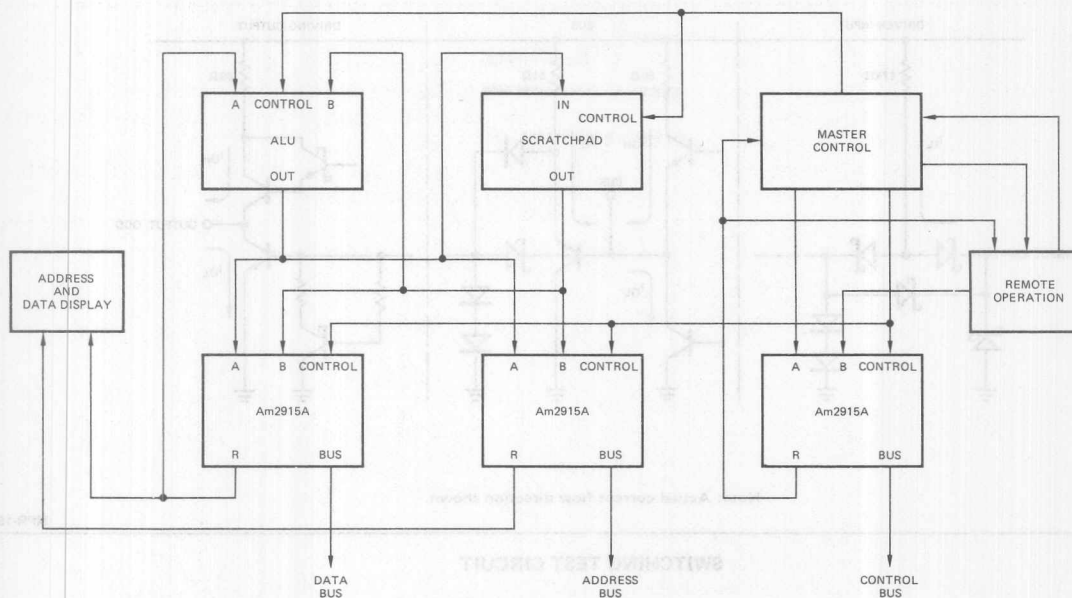 A CONTROL B
ALU
OUT
IN
CONTROL
SCRATCHPAD
OUT
MASTER
CONTROL
ADDRESS
AND
DATA DISPLAY
REMOTE
OPERATION
A B CONTROL
Am2915A
R BUS
A B CONTROL
Am2915A
R BUS
A B CONTROL
Am2915A
R BUS
DATA
BUS
ADDRESS
BUS
CONTROL
BUS